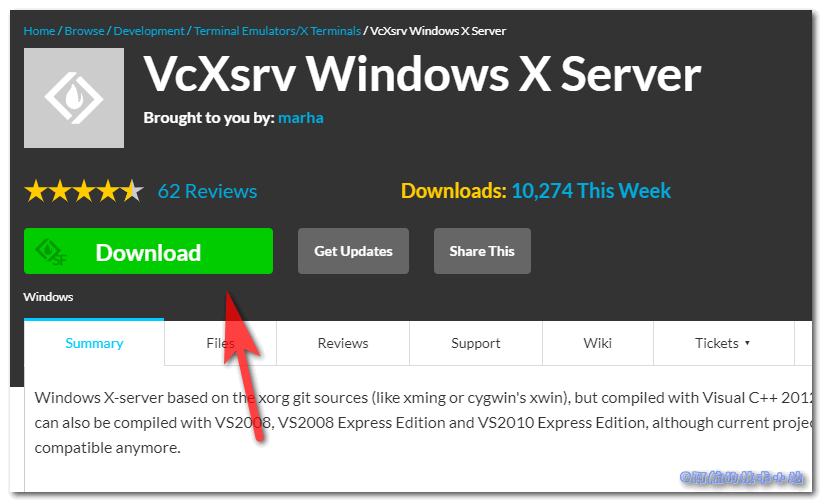 Home / Browse / Development / Terminal Emulators/X Terminals / VcXsrv Windows X Server
VcXsrv Windows X Server
Brought to you by: marha
62 Reviews
Downloads: 10,274 This Week
SF
Download
Get Updates
Share This
Windows
Summary
Files
Reviews
Support
Wiki
Tickets ▾
Windows X-server based on the xorg git sources (like xming or cygwin's xwin), but compiled with Visual C++ 2012
can also be compiled with VS2008, VS2008 Express Edition and VS2010 Express Edition, although current projec
compatible anymore.